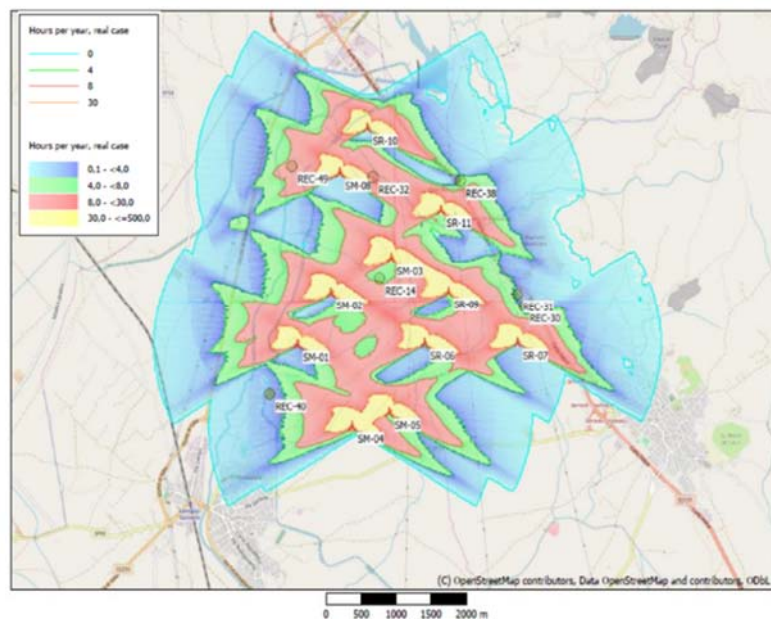 Hours per year, real case
0
4
8
30
Hours per year, real case
0,1 - <4,0
4,0 - <8,0
8,0 - <30,0
30,0 - <=500,0
SR-10
REC-49
SM-08
REC-32
REC-38
SR-11
SM-03
REC-14
SM-02
SR-09
REC-31
REC-30
SM-01
SR-06
SR-07
REC-40
SM-05
SM-04
(C) OpenStreetMap contributors, Data OpenStreetMap and contributors, ODbL
0 500 1000 1500 2000 m